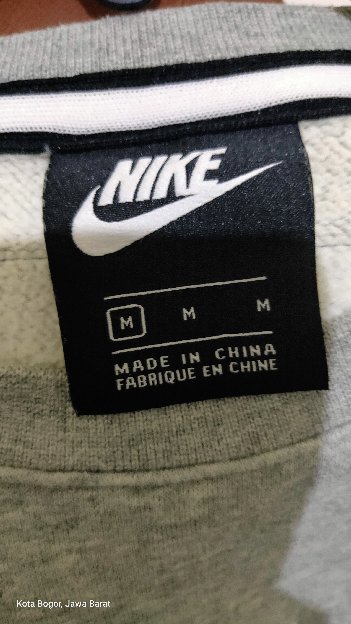 NIKE
M M M
MADE IN CHINA
FABRIQUE EN CHINE
Kota Bogor, Jawa Barat